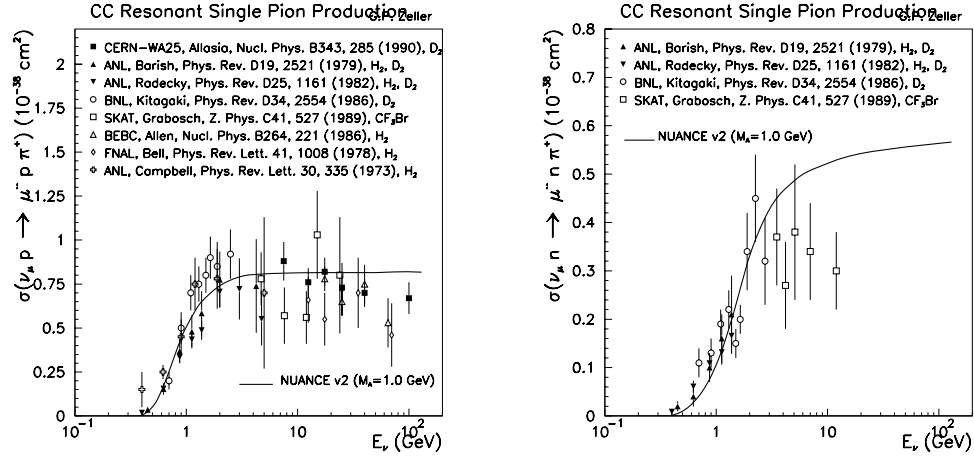 CC Resonant Single Pion Production
G.P. Zeller
σ(ν_μ p → μ⁻ p π⁺) (10⁻³⁸ cm²)
2
1.75
1.5
1.25
1
0.75
0.5
0.25
0
CERN−WA25, Allasia, Nucl. Phys. B343, 285 (1990), D₂
ANL, Barish, Phys. Rev. D19, 2521 (1979), H₂, D₂
ANL, Radecky, Phys. Rev. D25, 1161 (1982), H₂, D₂
BNL, Kitagaki, Phys. Rev. D34, 2554 (1986), D₂
SKAT, Grabosch, Z. Phys. C41, 527 (1989), CF₃Br
BEBC, Allen, Nucl. Phys. B264, 221 (1986), H₂
FNAL, Bell, Phys. Rev. Lett. 41, 1008 (1978), H₂
ANL, Campbell, Phys. Rev. Lett. 30, 335 (1973), H₂
NUANCE v2 (M_A=1.0 GeV)
10⁻¹ 1 10 10²
E_ν (GeV)
CC Resonant Single Pion Production
G.P. Zeller
σ(ν_μ n → μ⁻ n π⁺) (10⁻³⁸ cm²)
0.8
0.7
0.6
0.5
0.4
0.3
0.2
0.1
0
ANL, Barish, Phys. Rev. D19, 2521 (1979), H₂, D₂
ANL, Radecky, Phys. Rev. D25, 1161 (1982), H₂, D₂
BNL, Kitagaki, Phys. Rev. D34, 2554 (1986), D₂
SKAT, Grabosch, Z. Phys. C41, 527 (1989), CF₃Br
NUANCE v2 (M_A=1.0 GeV)
10⁻¹ 1 10 10²
E_ν (GeV)